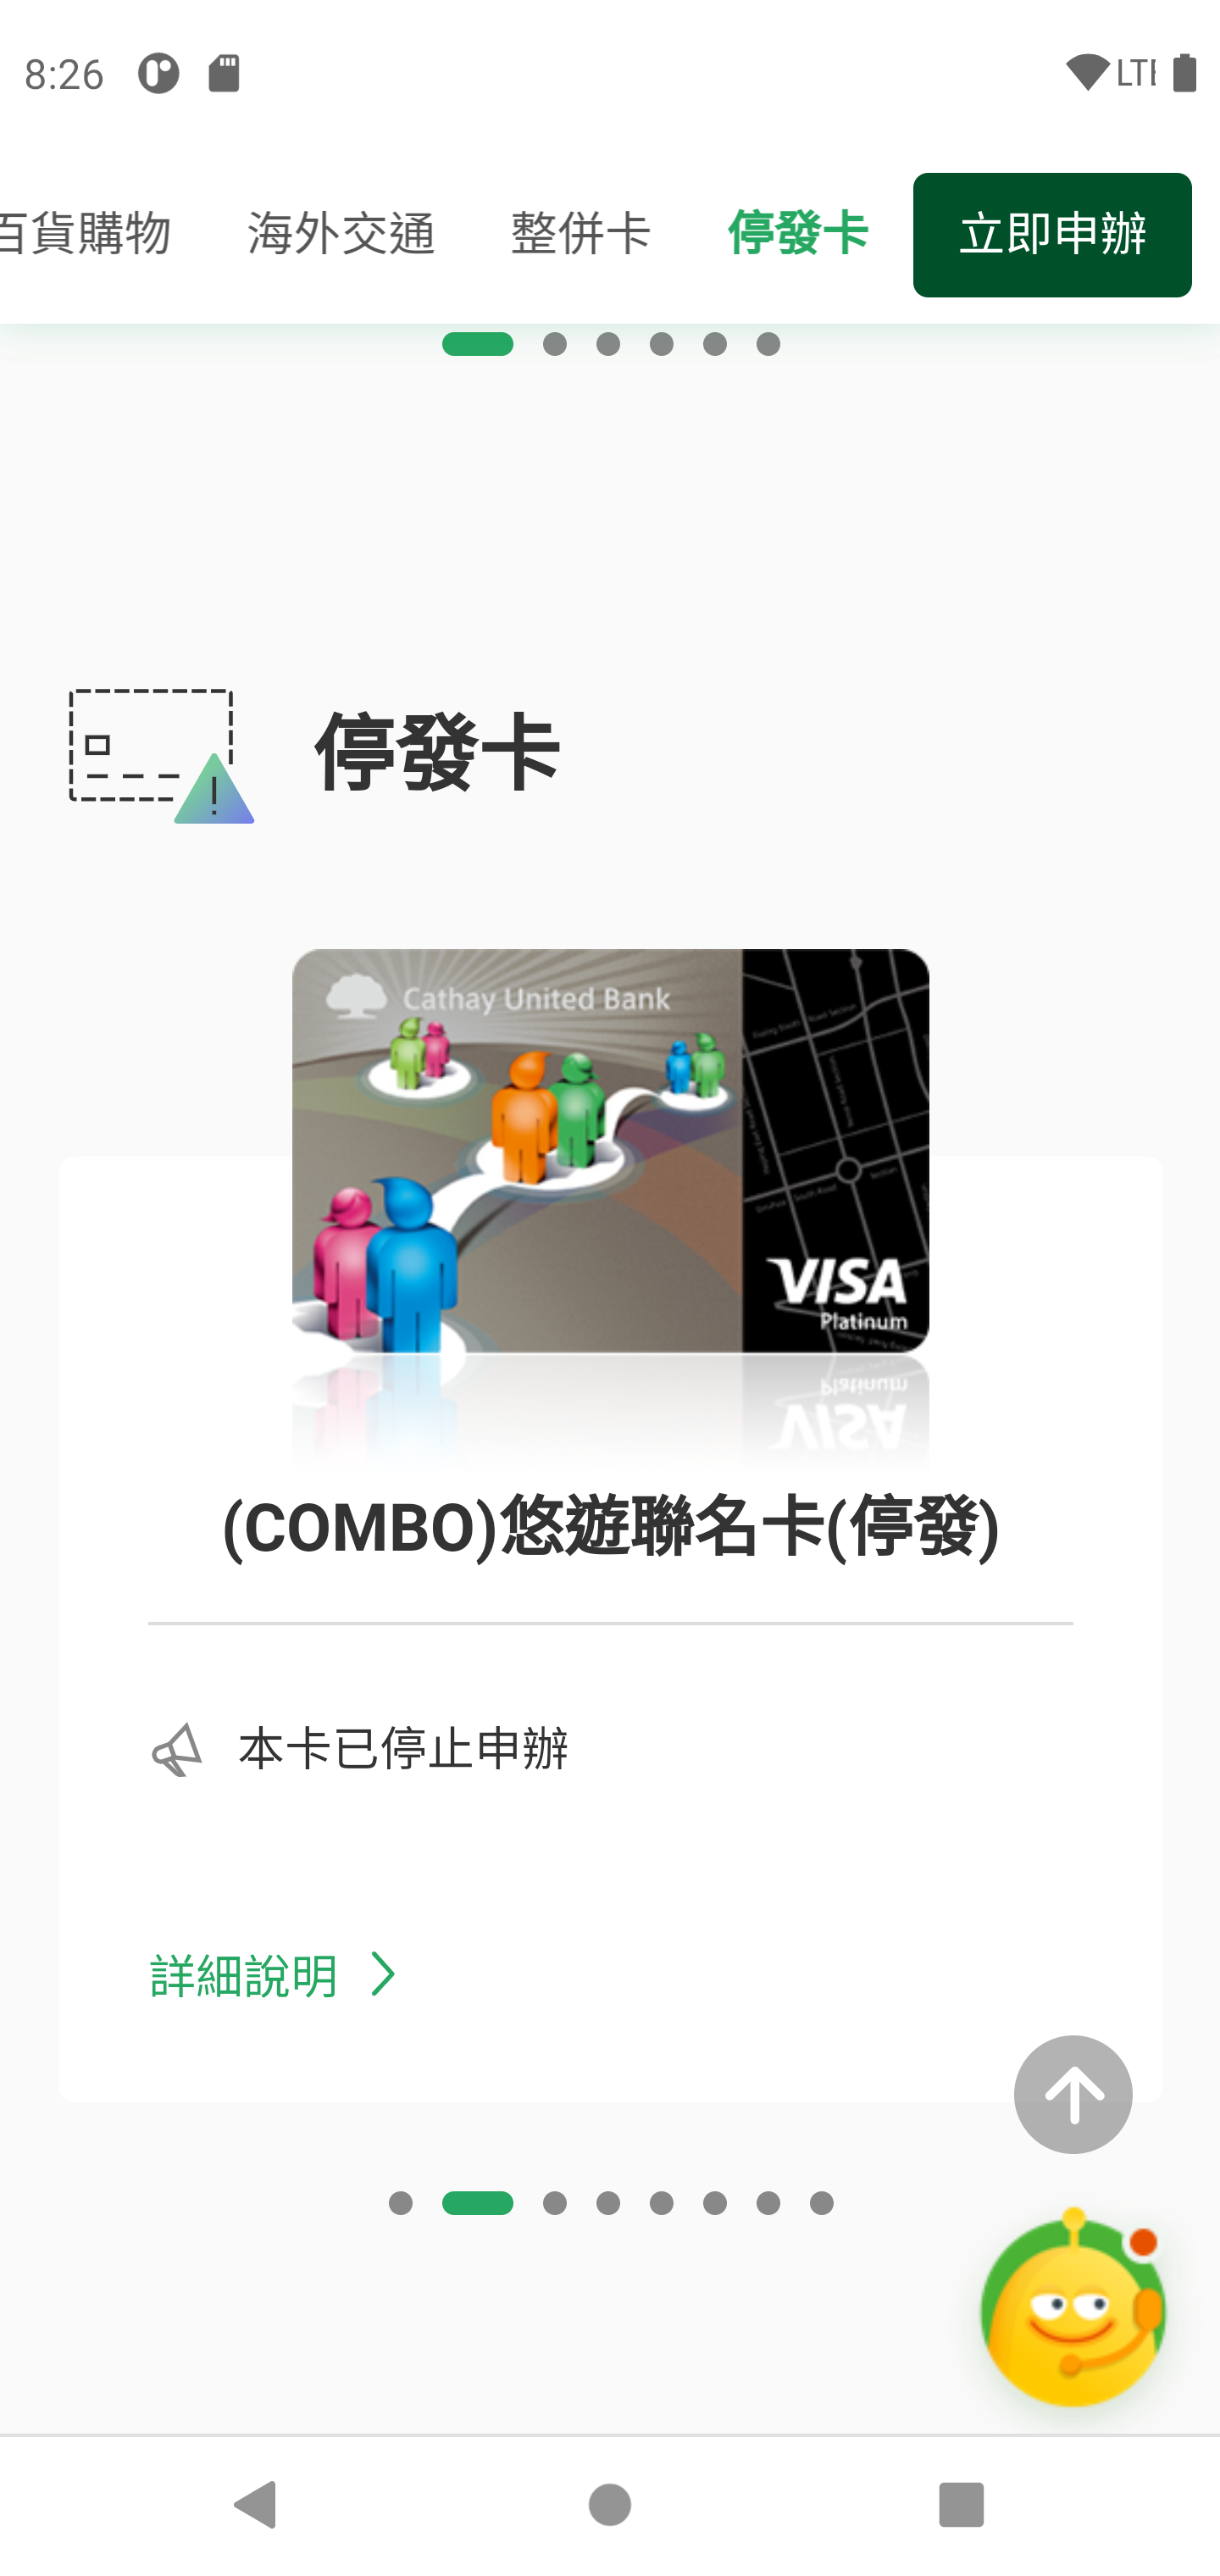 8:26
LTE
百貨購物 海外交通 整併卡 停發卡 立即申辦
停發卡
Cathay United Bank
VISA
Platinum
(COMBO)悠遊聯名卡(停發)
本卡已停止申辦
詳細說明